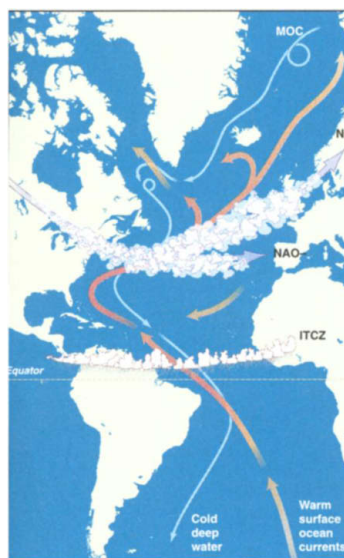 MOC
N
NAO-
ITCZ
Equator
Cold
deep
water
Warm
surface
ocean
currents